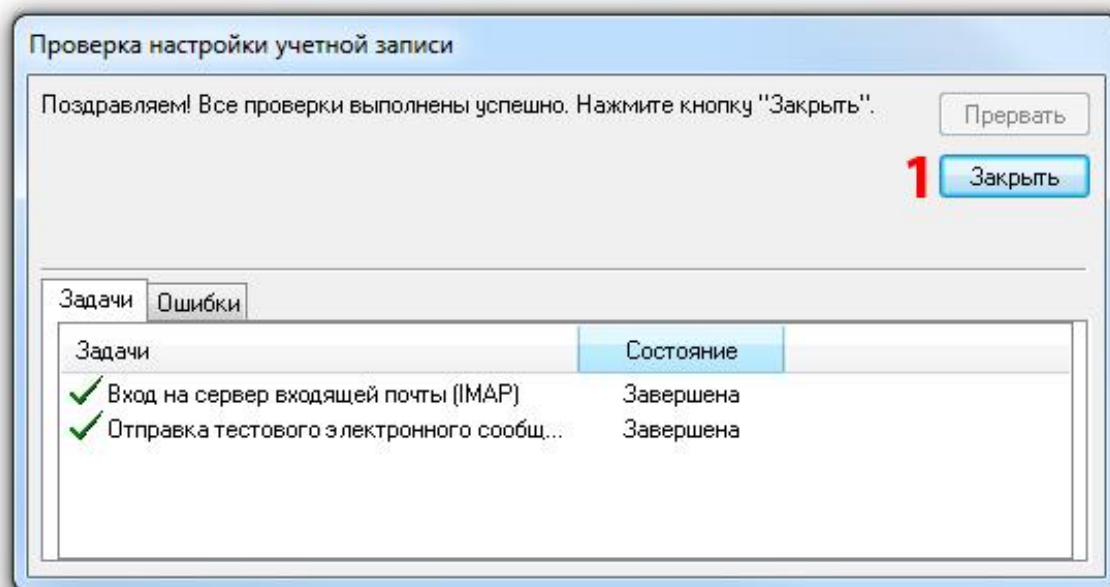 Проверка настройки учетной записи
Поздравляем! Все проверки выполнены успешно. Нажмите кнопку "Закрыть".
Прервать
1 Закрыть
Задачи Ошибки
Задачи Состояние
Вход на сервер входящей почты (IMAP) Завершена
Отправка тестового электронного сообщ... Завершена